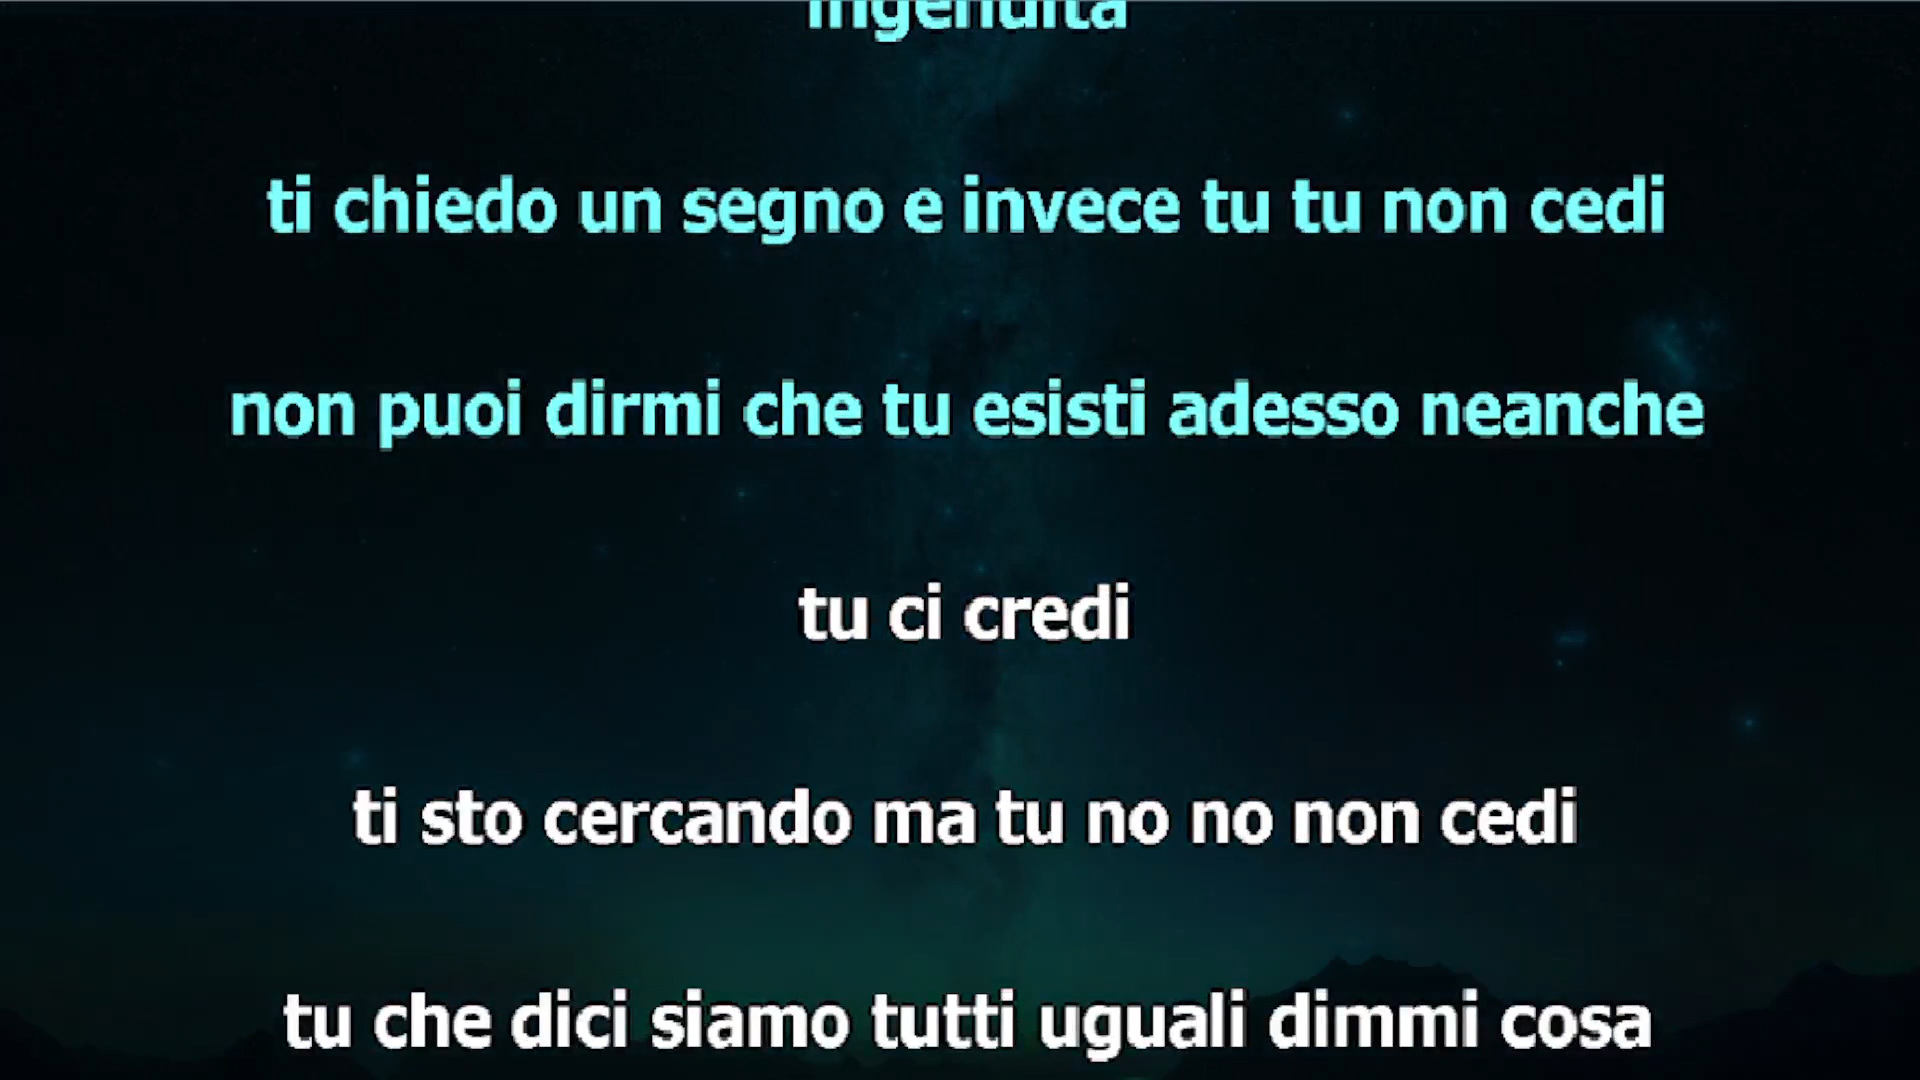 ingenuità
ti chiedo un segno e invece tu tu non cedi
non puoi dirmi che tu esisti adesso neanche
tu ci credi
ti sto cercando ma tu no no non cedi
tu che dici siamo tutti uguali dimmi cosa